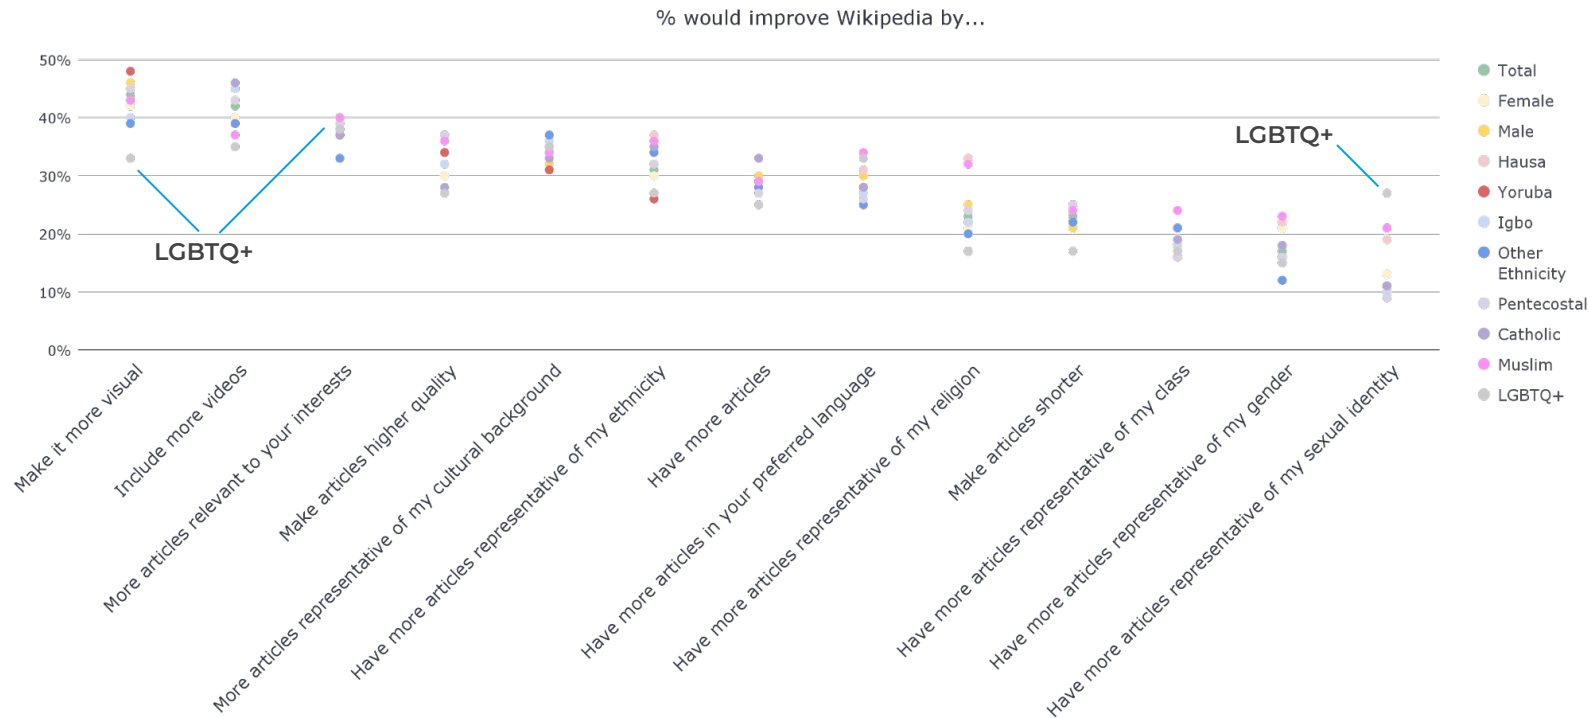 % would improve Wikipedia by...
50%
40%
30%
20%
10%
0%
LGBTQ+
LGBTQ+
Total
Female
Male
Hausa
Yoruba
Igbo
Other
Ethnicity
Pentecostal
Catholic
Muslim
LGBTQ+
Make it more visual
Include more videos
More articles relevant to your interests
Make articles higher quality
More articles representative of my cultural background
Have more articles representative of my ethnicity
Have more articles
Have more articles in your preferred language
Have more articles representative of my religion
Make articles shorter
Have more articles representative of my class
Have more articles representative of my gender
Have more articles representative of my sexual identity